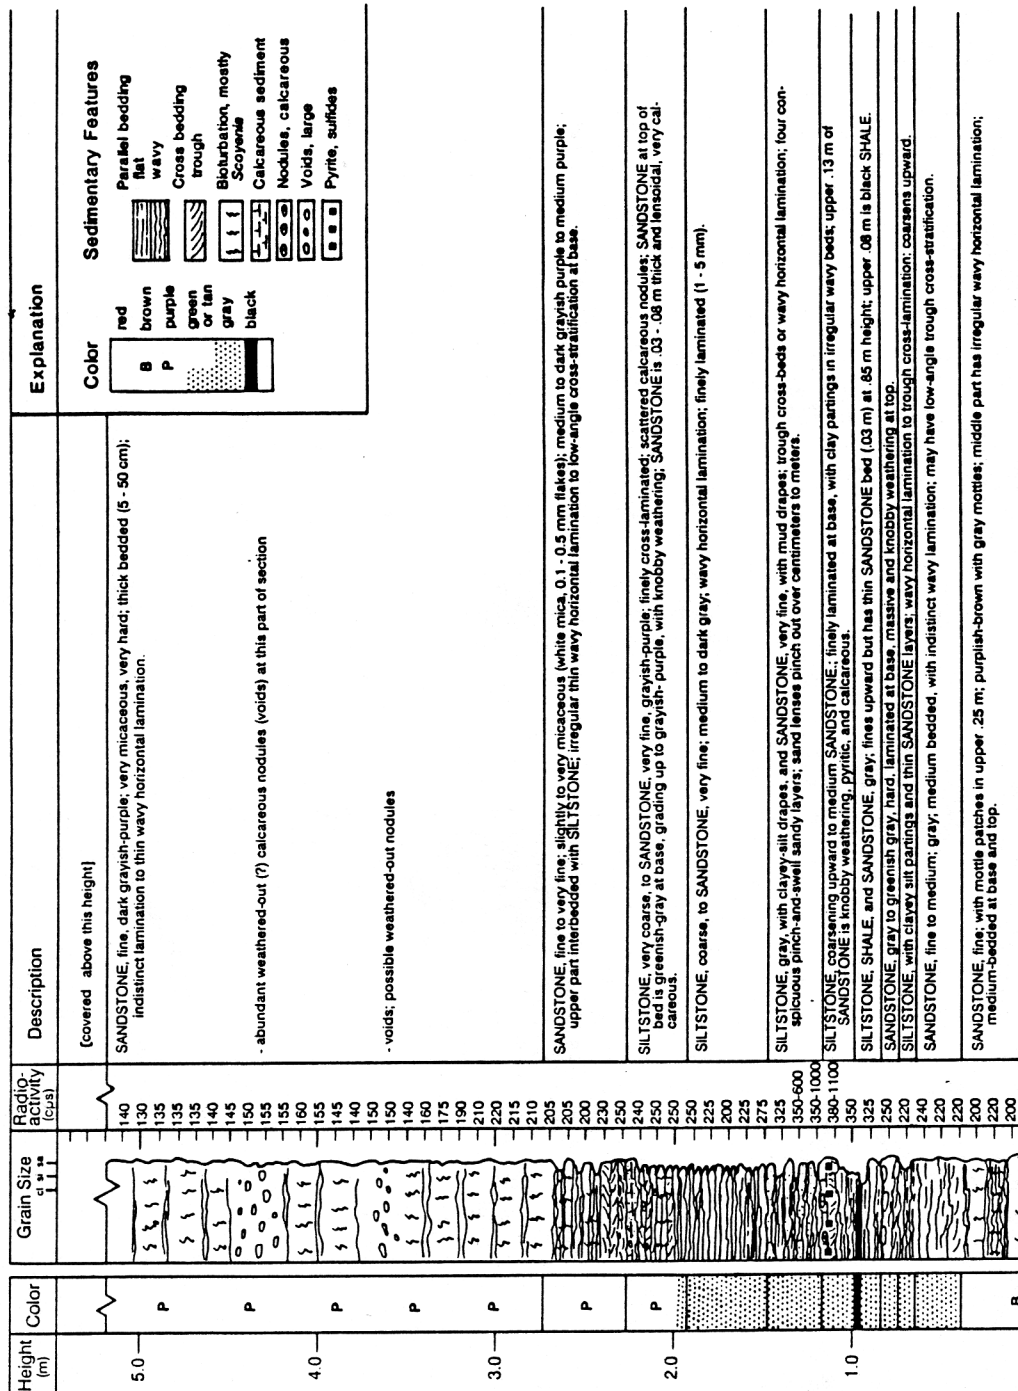 Height
(m)
Color
Grain Size
cl si sa
Radio-
activity
(cμs)
Description
Explanation
Color
red
B brown
P purple
green
or tan
gray
black
Sedimentary Features
Parallel bedding
flat
wavy
Cross bedding
trough
Bioturbation, mostly
Scoyenia
Calcareous sediment
Nodules, calcareous
Voids, large
Pyrite, sulfides
5.0
4.0
3.0
2.0
1.0
P
P
P
P
P
P
P
B
140
130
135
135
135
140
145
150
155
155
150
155
145
140
150
150
140
160
175
190
210
220
215
210
205
205
200
230
250
220
250
250
225
200
225
275
325
350-600
350-1000
380-1100
350
325
225
250
220
240
220
220
220
200
[covered above this height]
SANDSTONE, fine, dark grayish-purple; very micaceous, very hard; thick bedded (5 - 50 cm);
indistinct lamination to thin wavy horizontal lamination.
- abundant weathered-out (?) calcareous nodules (voids) at this part of section
- voids; possible weathered-out nodules
SANDSTONE, fine to very fine; slightly to very micaceous (white mica, 0.1 - 0.5 mm flakes); medium to dark grayish purple to medium purple;
upper part interbedded with SILTSTONE; irregular thin wavy horizontal lamination to low-angle cross-stratification at base.
SILTSTONE, very coarse, to SANDSTONE, very fine, grayish-purple; finely cross-laminated; scattered calcareous nodules; SANDSTONE at top of
bed is greenish-gray at base, grading up to grayish- purple, with knobby weathering; SANDSTONE is .03 - .08 m thick and lensoidal, very cal-
careous.
SILTSTONE, coarse, to SANDSTONE, very fine; medium to dark gray; wavy horizontal lamination; finely laminated (1 - 5 mm).
SILTSTONE, gray, with clayey-silt drapes, and SANDSTONE, very fine, with mud drapes; trough cross-beds or wavy horizontal lamination; four con-
spicuous pinch-and-swell sandy layers; sand lenses pinch out over centimeters to meters.
SILTSTONE, coarsening upward to medium SANDSTONE.; finely laminated at base, with clay partings in irregular wavy beds; upper .13 m of
SANDSTONE is knobby weathering, pyritic, and calcareous.
SILTSTONE, SHALE, and SANDSTONE, gray; fines upward but has thin SANDSTONE bed (.03 m) at .85 m height; upper .08 m is black SHALE.
SANDSTONE, gray to greenish gray, hard, laminated at base, massive and knobby weathering at top.
SILTSTONE, with clayey silt partings and thin SANDSTONE layers; wavy horizontal lamination to trough cross-lamination; coarsens upward.
SANDSTONE, fine to medium; gray; medium bedded, with indistinct wavy lamination; may have low-angle trough cross-stratification.
SANDSTONE, fine; with mottle patches in upper .25 m; purplish-brown with gray mottles; middle part has irregular wavy horizontal lamination;
medium-bedded at base and top.